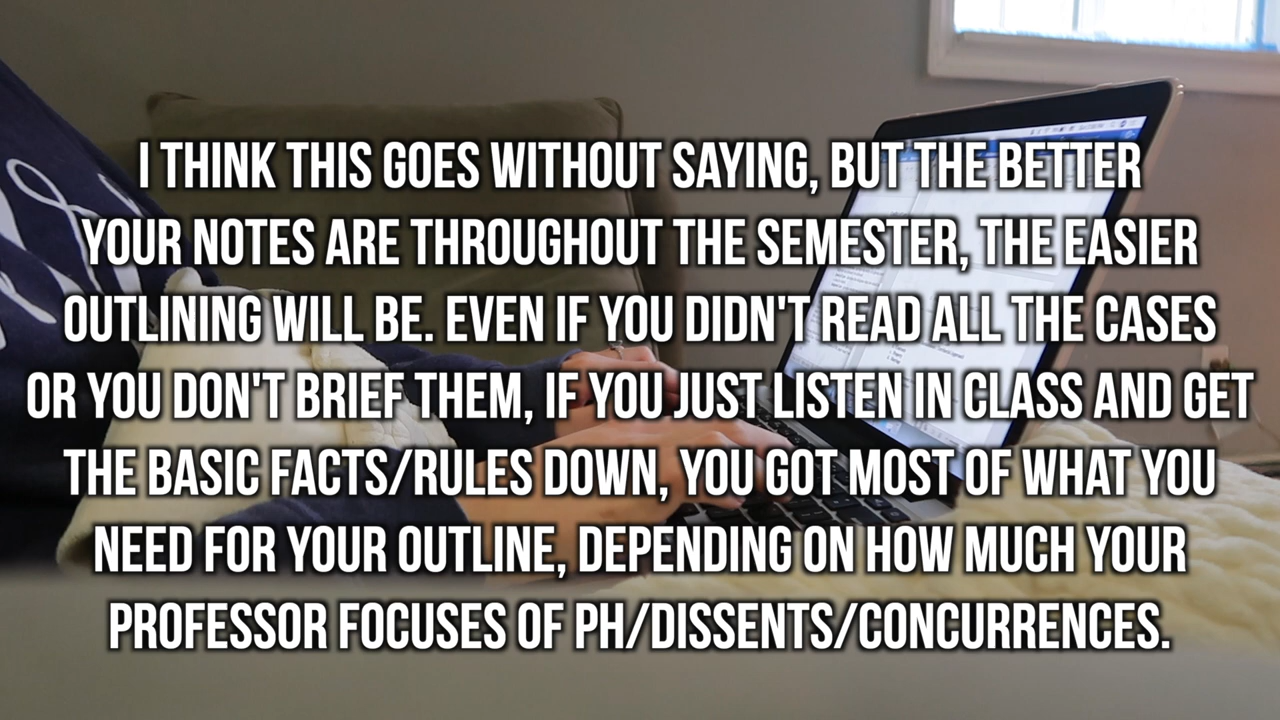 I THINK THIS GOES WITHOUT SAYING, BUT THE BETTER
YOUR NOTES ARE THROUGHOUT THE SEMESTER, THE EASIER
OUTLINING WILL BE. EVEN IF YOU DIDN'T READ ALL THE CASES
OR YOU DON'T BRIEF THEM, IF YOU JUST LISTEN IN CLASS AND GET
THE BASIC FACTS/RULES DOWN, YOU GOT MOST OF WHAT YOU
NEED FOR YOUR OUTLINE, DEPENDING ON HOW MUCH YOUR
PROFESSOR FOCUSES OF PH/DISSENTS/CONCURRENCES.